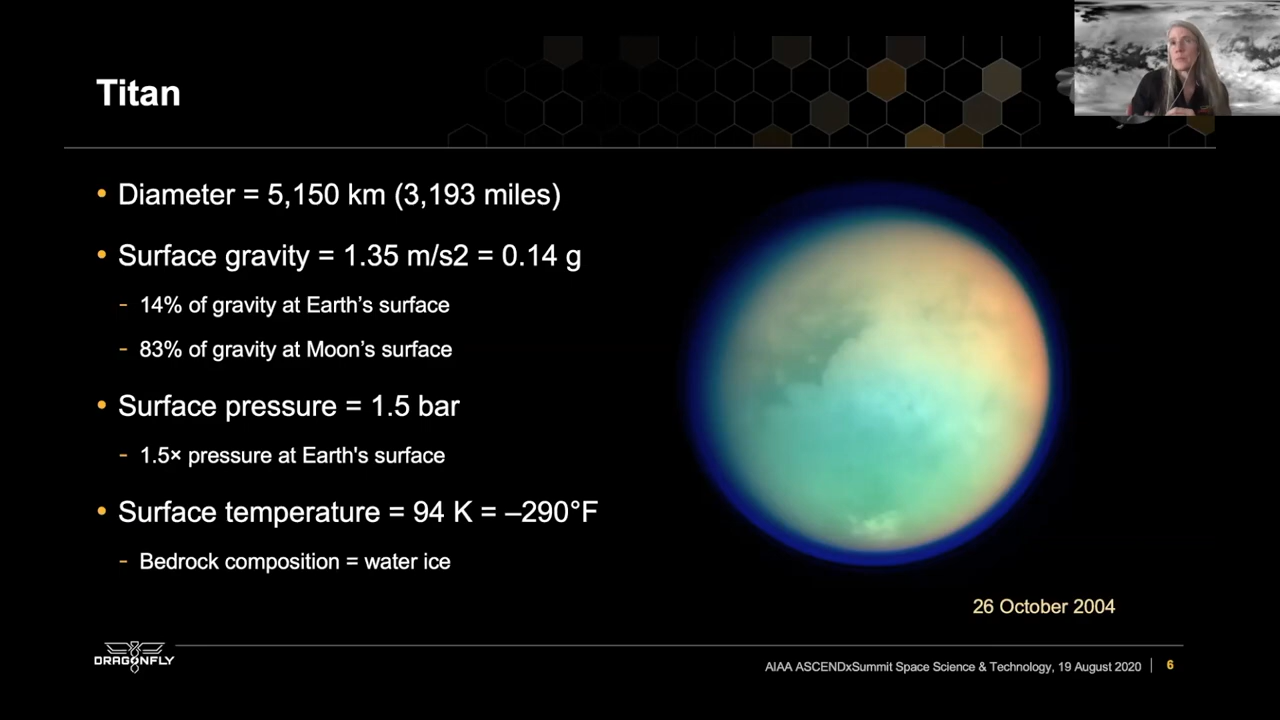 Titan
• Diameter = 5,150 km (3,193 miles)
• Surface gravity = 1.35 m/s2 = 0.14 g
- 14% of gravity at Earth’s surface
- 83% of gravity at Moon’s surface
• Surface pressure = 1.5 bar
- 1.5× pressure at Earth's surface
• Surface temperature = 94 K = –290°F
- Bedrock composition = water ice
26 October 2004
DRAGONFLY
AIAA ASCENDxSummit Space Science & Technology, 19 August 2020 | 6